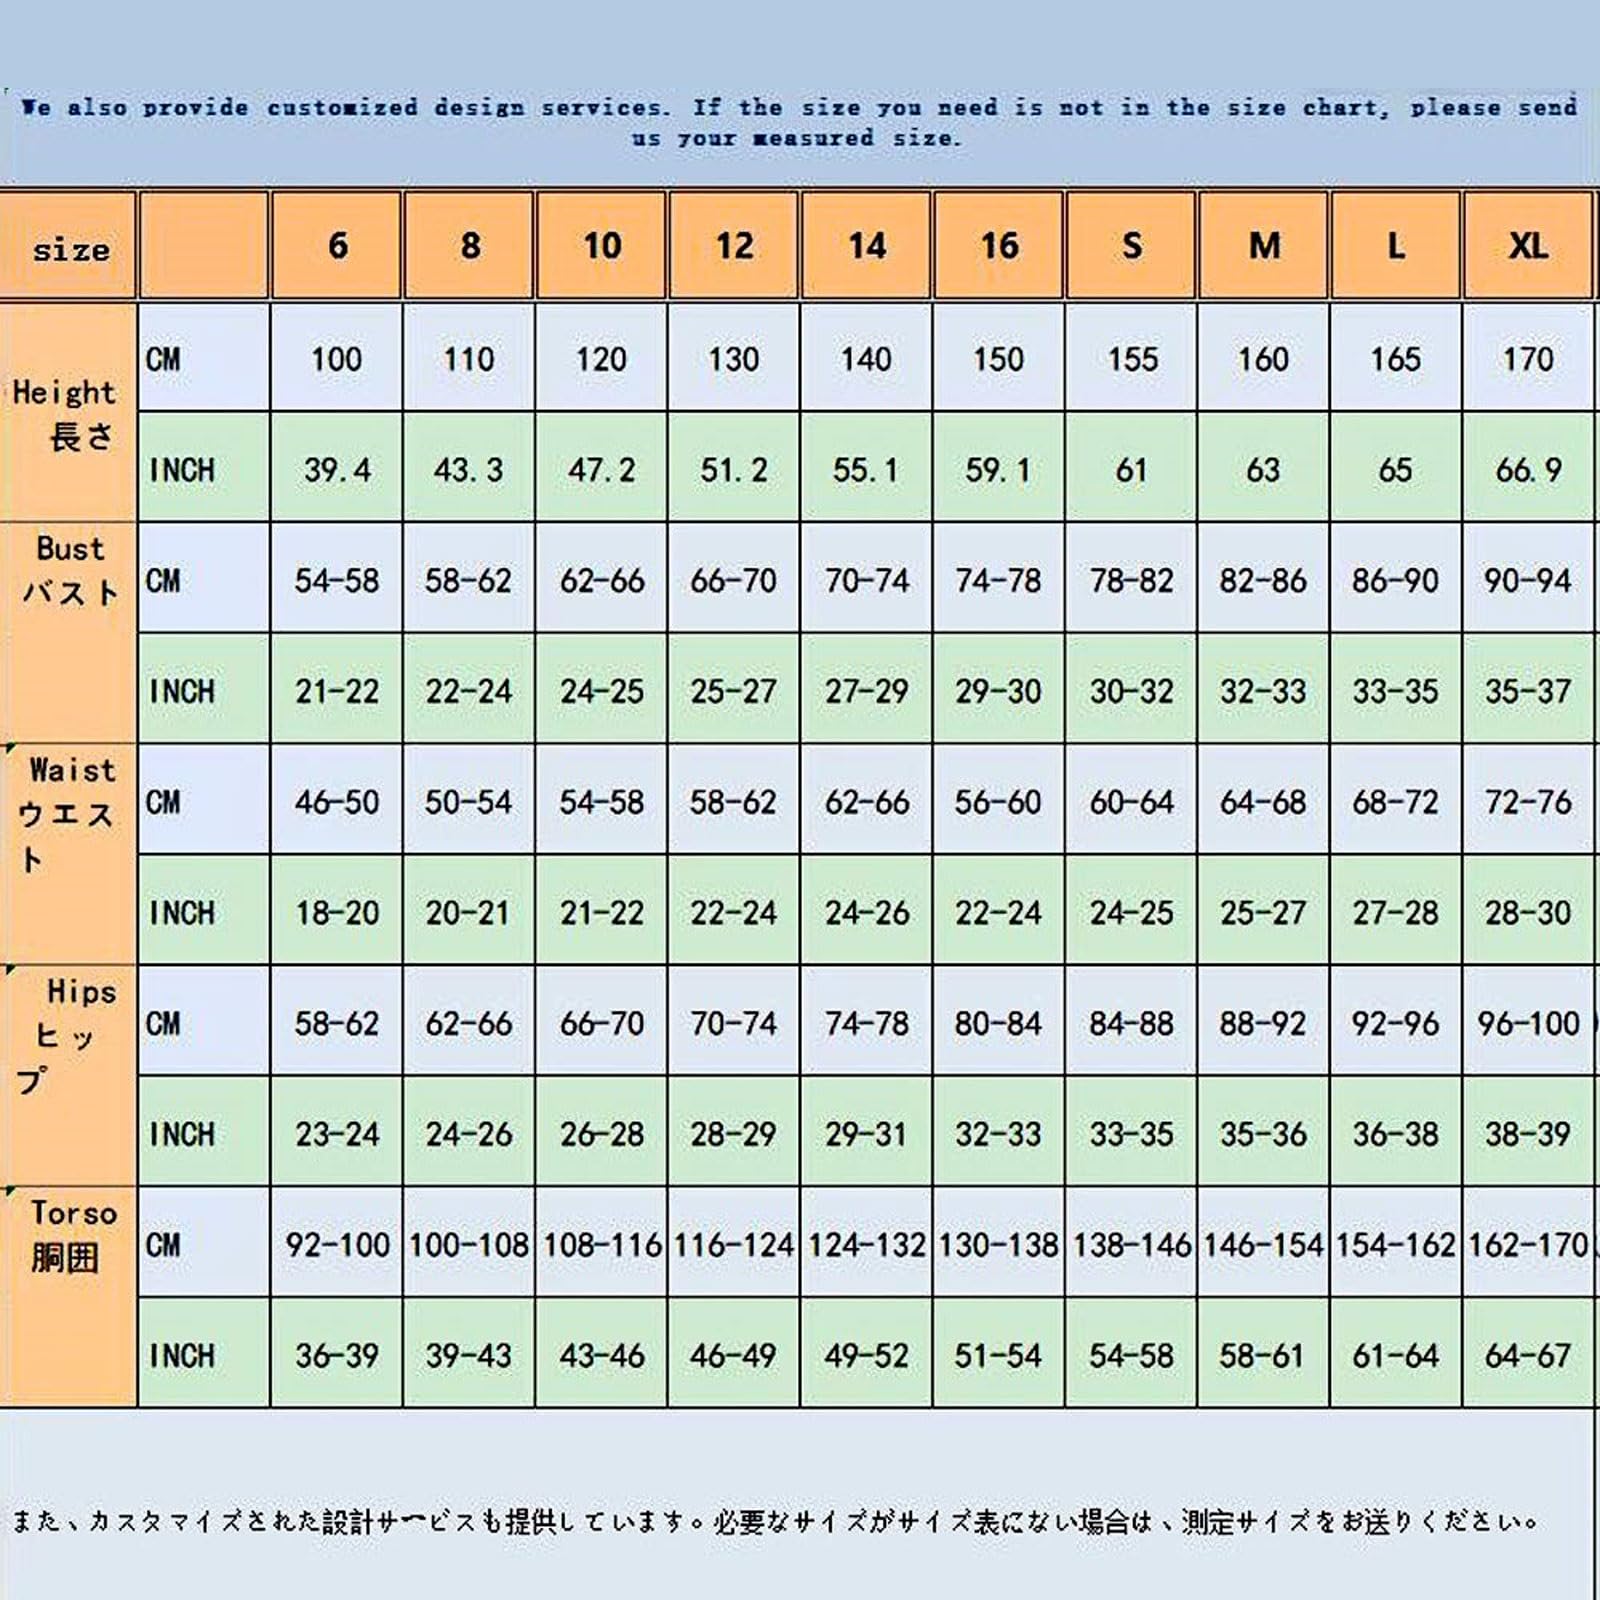 We also provide customized design services. If the size you need is not in the size chart, please send
us your measured size.
size 6 8 10 12 14 16 S M L XL
Height
長さ
CM 100 110 120 130 140 150 155 160 165 170
INCH 39.4 43.3 47.2 51.2 55.1 59.1 61 63 65 66.9
Bust
バスト
CM 54-58 58-62 62-66 66-70 70-74 74-78 78-82 82-86 86-90 90-94
INCH 21-22 22-24 24-25 25-27 27-29 29-30 30-32 32-33 33-35 35-37
Waist
ウエス
ト
CM 46-50 50-54 54-58 58-62 62-66 56-60 60-64 64-68 68-72 72-76
INCH 18-20 20-21 21-22 22-24 24-26 22-24 24-25 25-27 27-28 28-30
Hips
ヒッ
プ
CM 58-62 62-66 66-70 70-74 74-78 80-84 84-88 88-92 92-96 96-100
INCH 23-24 24-26 26-28 28-29 29-31 32-33 33-35 35-36 36-38 38-39
Torso
胴囲
CM 92-100 100-108 108-116 116-124 124-132 130-138 138-146 146-154 154-162 162-170
INCH 36-39 39-43 43-46 46-49 49-52 51-54 54-58 58-61 61-64 64-67
また、カスタマイズされた設計サービスも提供しています。必要なサイズがサイズ表にない場合は、測定サイズをお送りください。